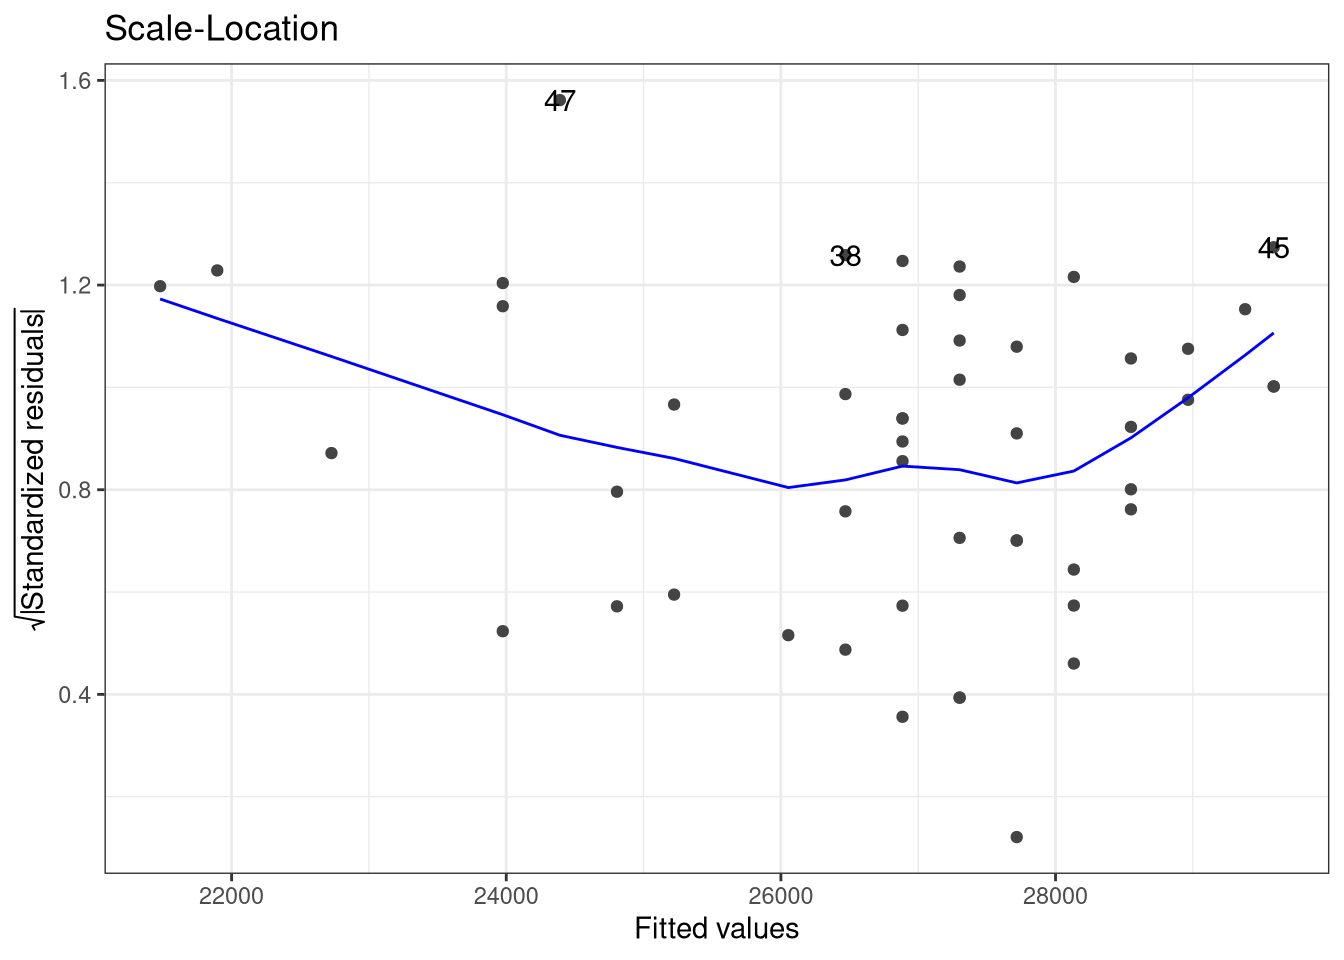 Scale-Location
1.6
1.2
0.8
0.4
√|Standardized residuals|
47
38
45
22000 24000 26000 28000
Fitted values